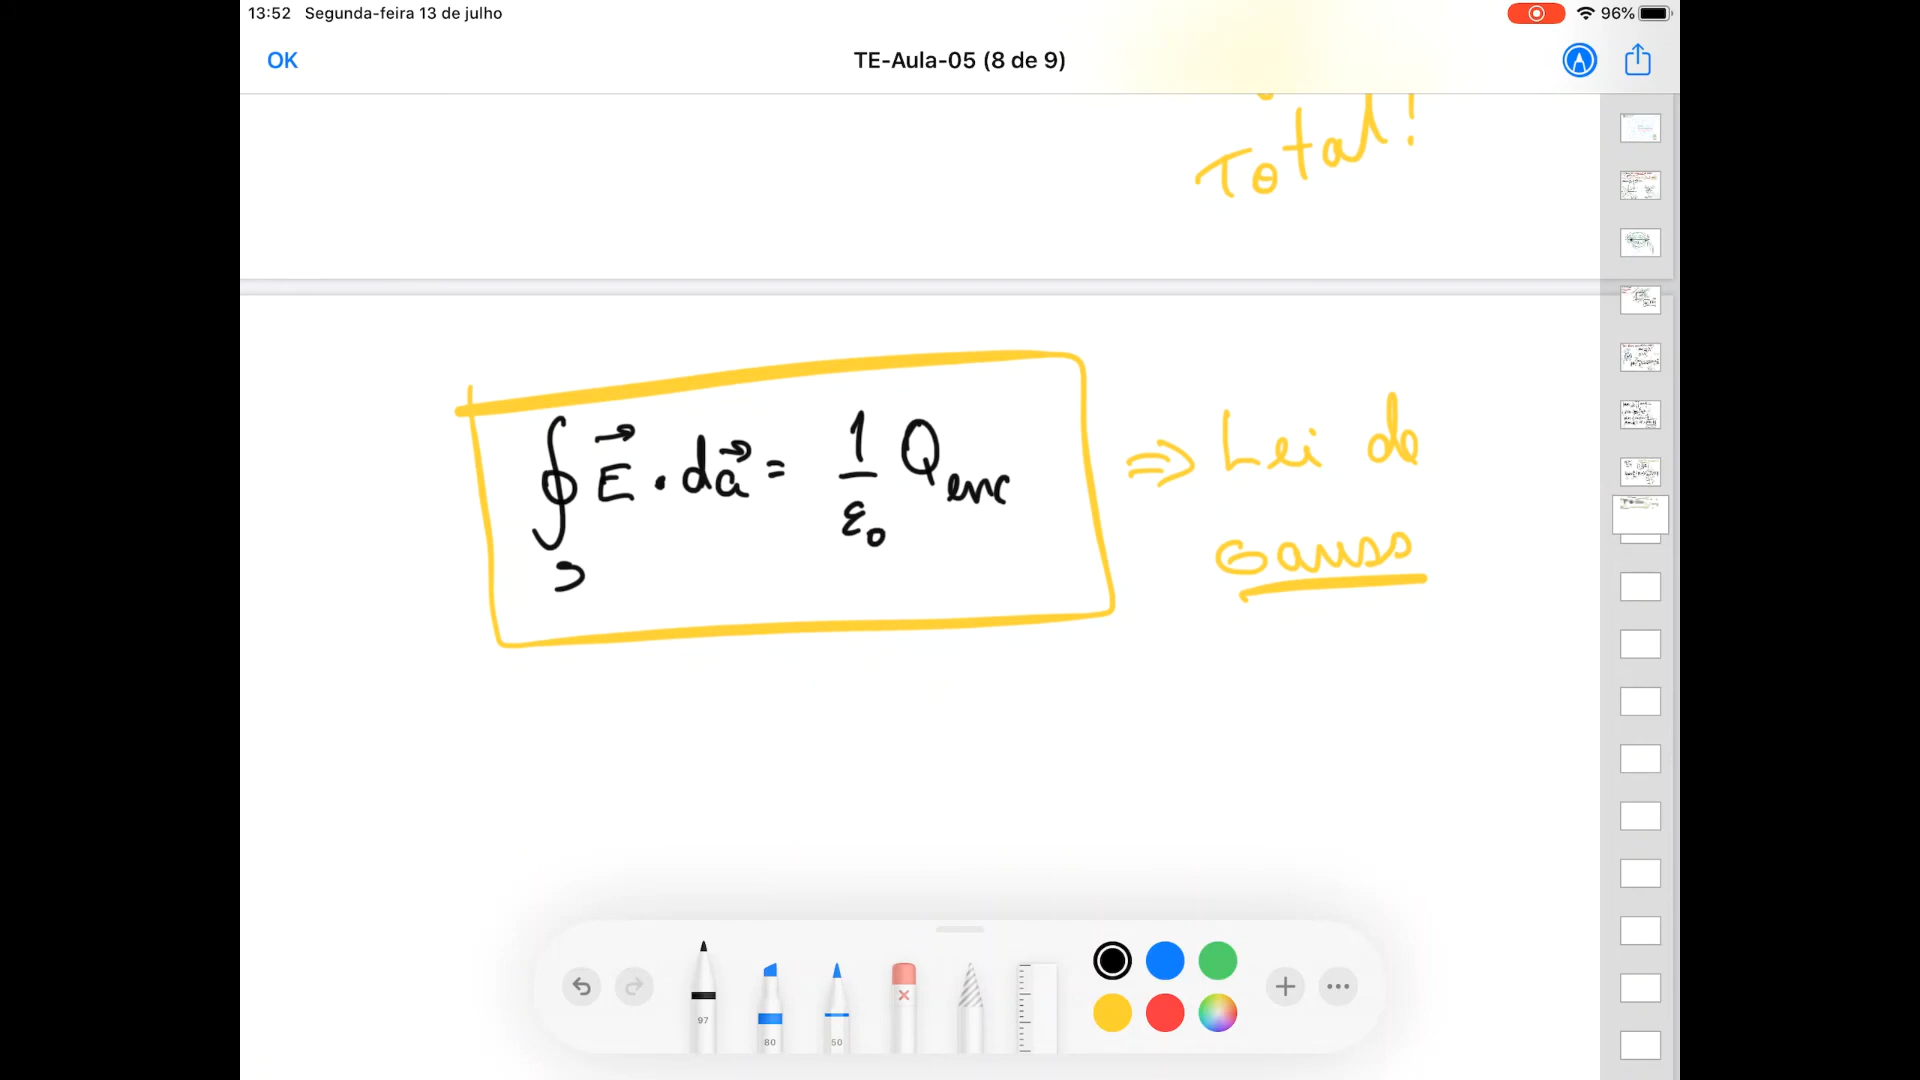 13:52 Segunda-feira 13 de julho 96%
OK TE-Aula-05 (8 de 9)
Total!
∮ E⃗ · da⃗ = 1/ε₀ Q enc
⇒ Lei de
Gauss
97 80 50